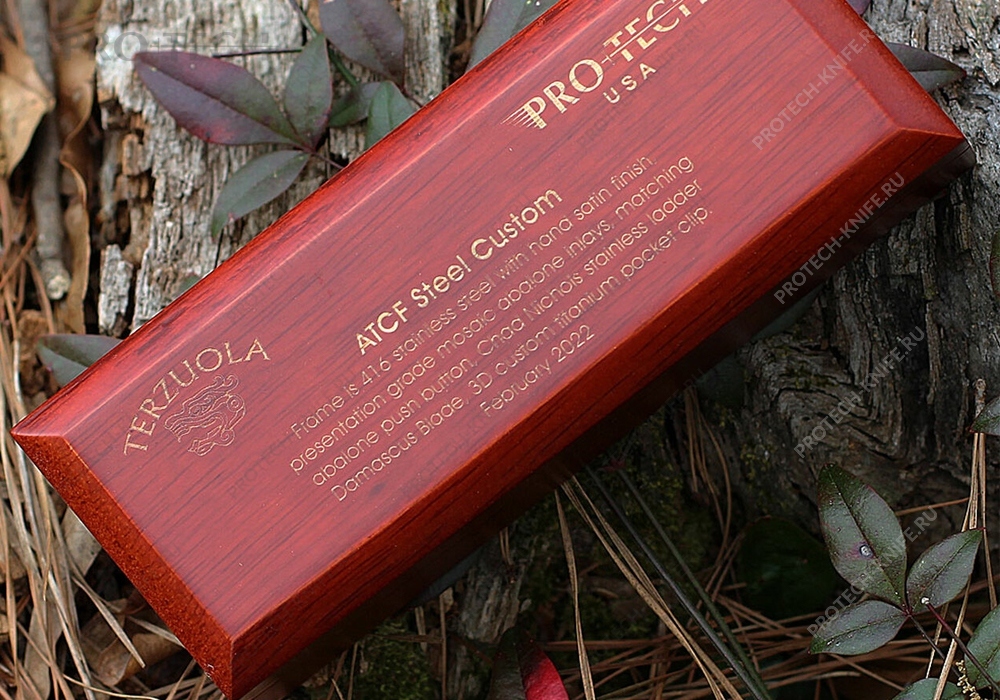 PRO-TECH
USA
ATCF Steel Custom
Frame is 416 stainless steel with hand satin finish,
presentation grade mosaic abalone inlays, matching
abalone push button. Chad Nichols stainless ladder
Damascus Blade, 3D custom titanium pocket clip.
February 2022
TERZUOLA
PROTECH-KNIFE.RU
PROTECH-KNIFE.RU
PROTECH-KNIFE.RU
PROTECH-KNIFE.RU
PROTECH-KNIFE.RU